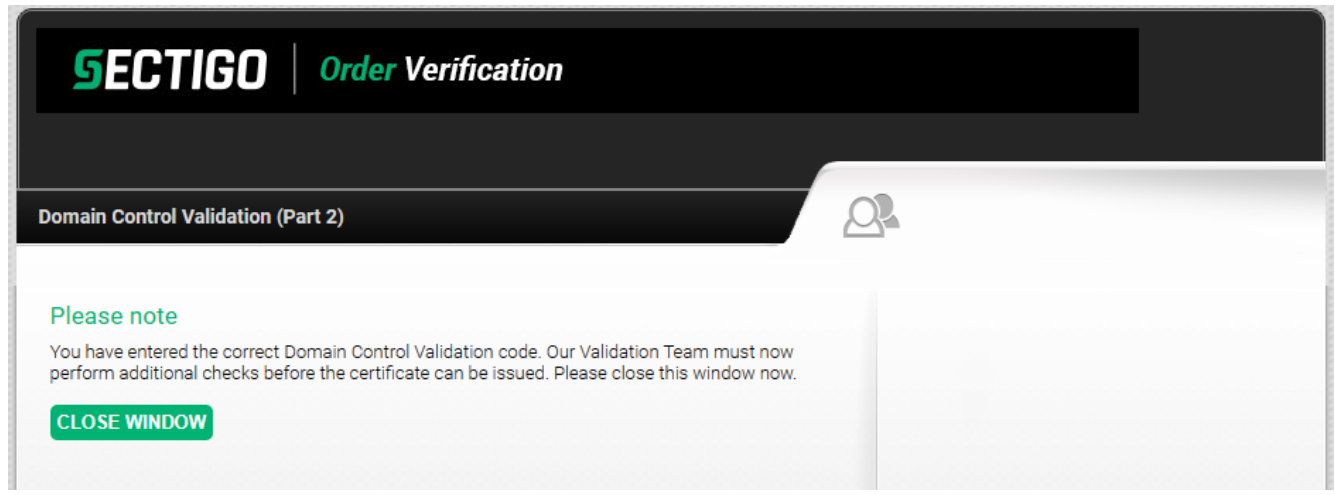 SECTIGO Order Verification
Domain Control Validation (Part 2)
Please note
You have entered the correct Domain Control Validation code. Our Validation Team must now
perform additional checks before the certificate can be issued. Please close this window now.
CLOSE WINDOW